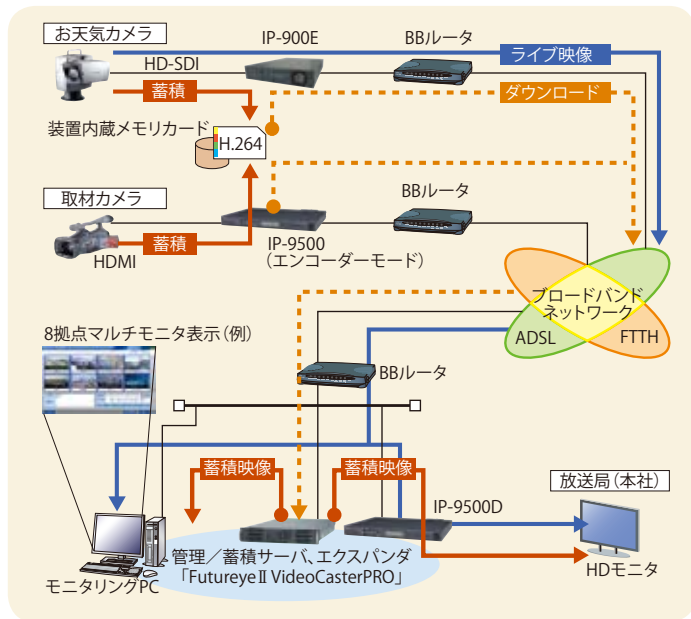 お天気カメラ
IP-900E
BBルータ
ライブ映像
HD-SDI
蓄積
ダウンロード
装置内蔵メモリカード
H.264
取材カメラ
BBルータ
蓄積
HDMI
IP-9500
（エンコーダーモード）
ブロードバンド
ネットワーク
ADSL
FTTH
8拠点マルチモニタ表示（例）
BBルータ
蓄積映像
蓄積映像
放送局（本社）
IP-9500D
管理／蓄積サーバ、エクスパンダ
「FutureyeⅡ VideoCasterPRO」
モニタリングPC
HDモニタ